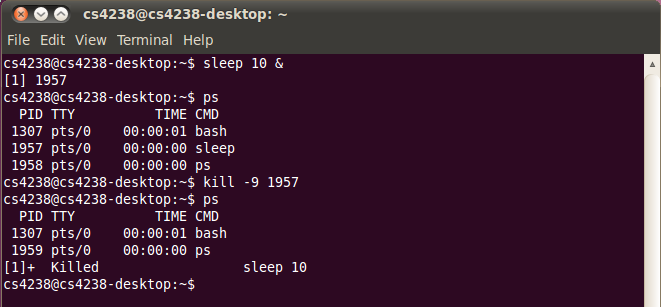 cs4238@cs4238-desktop: ~
File Edit View Terminal Help
cs4238@cs4238-desktop:~$ sleep 10 &
[1] 1957
cs4238@cs4238-desktop:~$ ps
  PID TTY          TIME CMD
 1307 pts/0    00:00:01 bash
 1957 pts/0    00:00:00 sleep
 1958 pts/0    00:00:00 ps
cs4238@cs4238-desktop:~$ kill -9 1957
cs4238@cs4238-desktop:~$ ps
  PID TTY          TIME CMD
 1307 pts/0    00:00:01 bash
 1959 pts/0    00:00:00 ps
[1]+  Killed                  sleep 10
cs4238@cs4238-desktop:~$